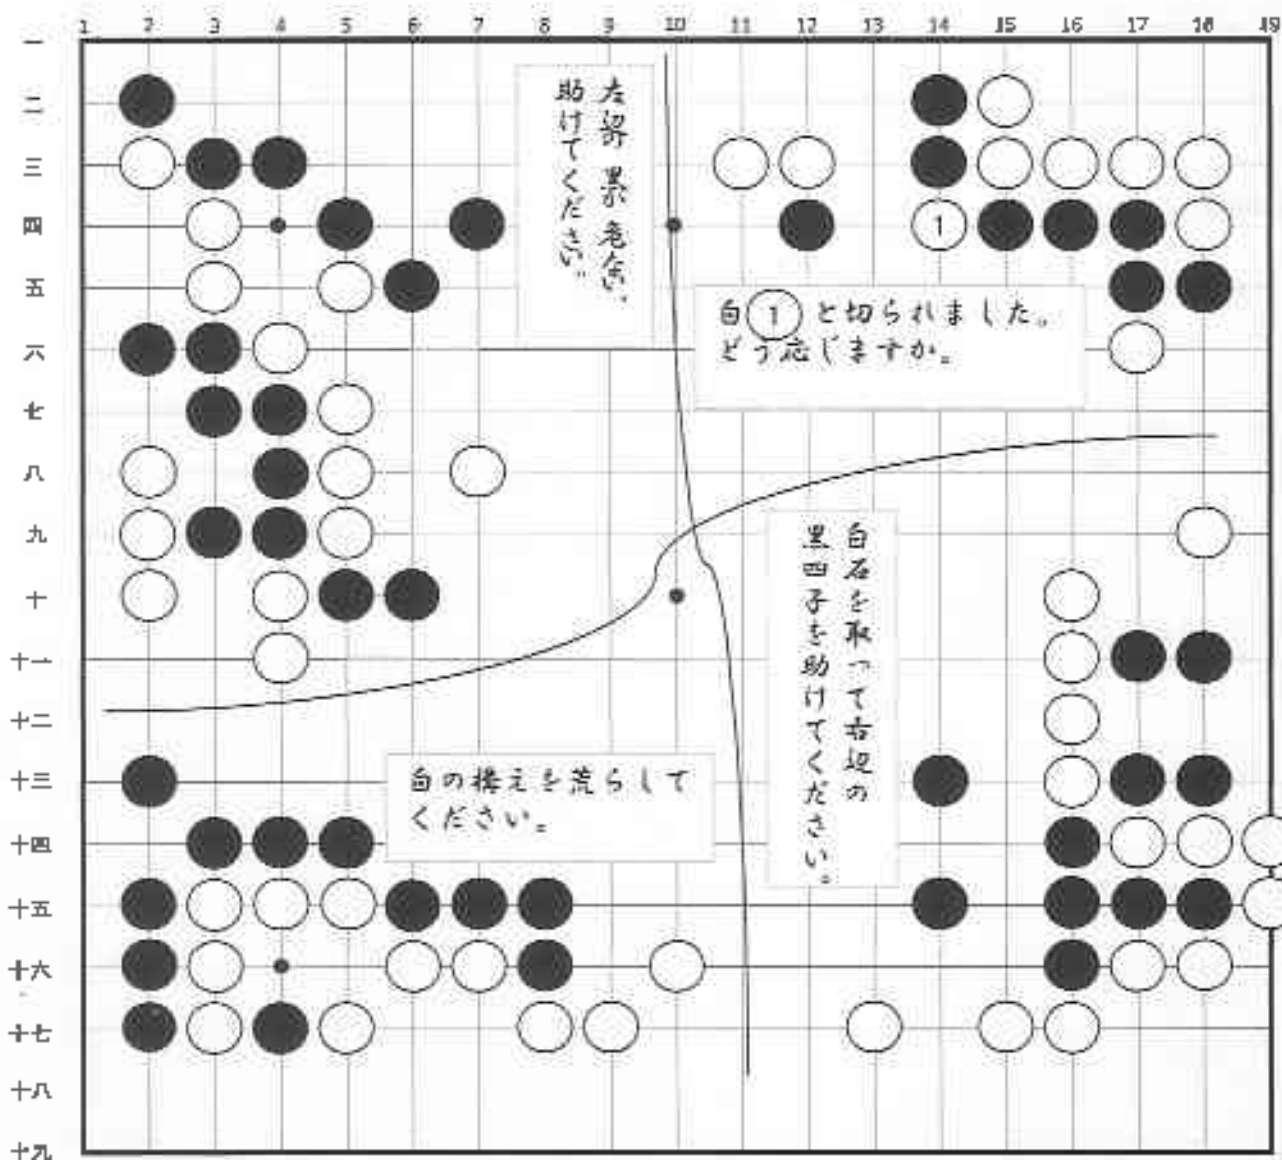 1 2 3 4 5 6 7 8 9 10 11 12 13 14 15 16 17 18 19
一
二
三
四
五
六
七
八
九
十
十一
十二
十三
十四
十五
十六
十七
十八
十九
左辺 黒 危急、
助けてください。
1
白①と切られました。
どう応じますか。
白石を取って右辺の
黒四子を助けてください。
白の構えを荒らして
ください。